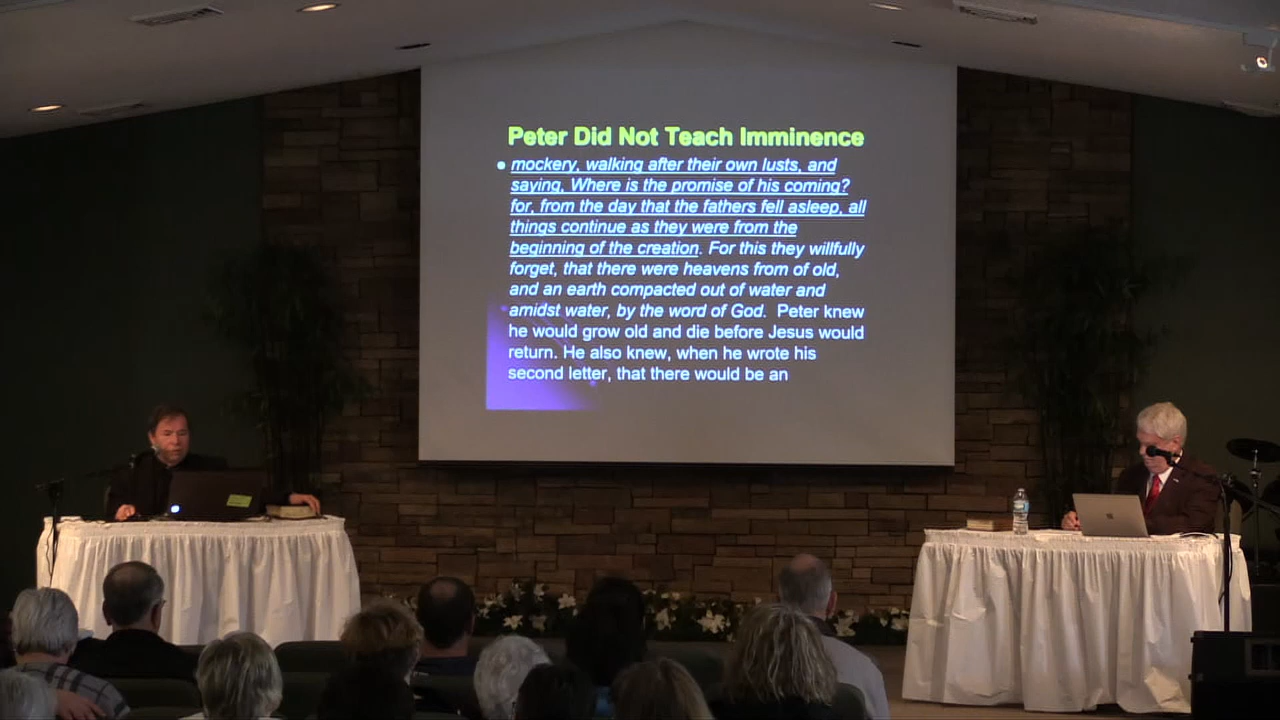 Peter Did Not Teach Imminence
• mockery, walking after their own lusts, and
saying, Where is the promise of his coming?
for, from the day that the fathers fell asleep, all
things continue as they were from the
beginning of the creation. For this they willfully
forget, that there were heavens from of old,
and an earth compacted out of water and
amidst water, by the word of God. Peter knew
he would grow old and die before Jesus would
return. He also knew, when he wrote his
second letter, that there would be an